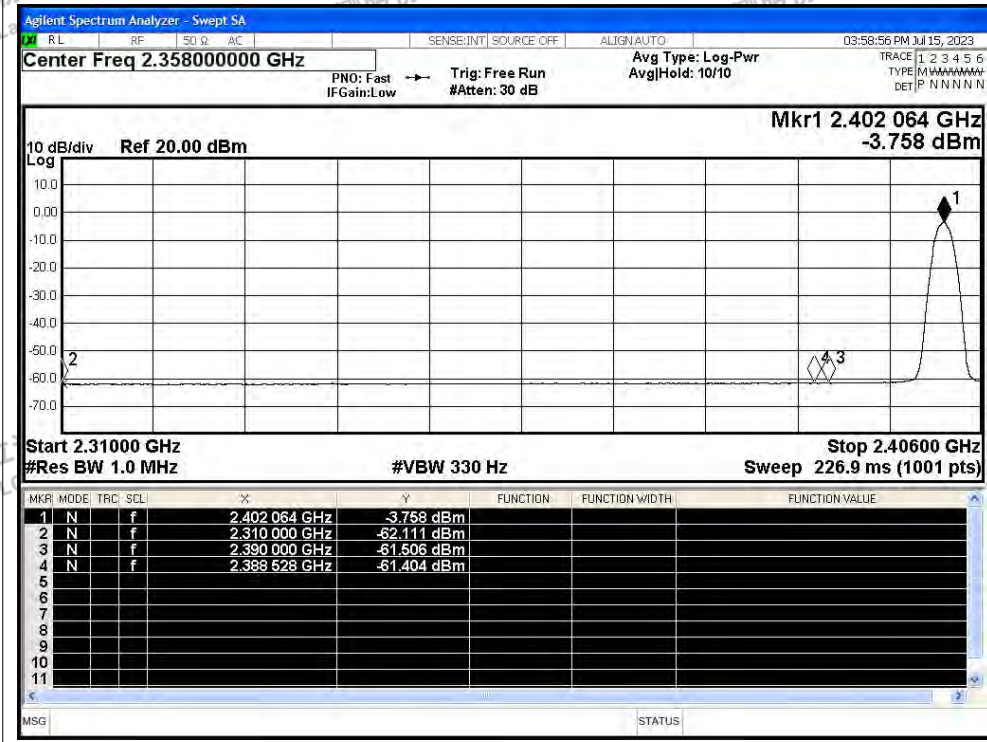 Agilent Spectrum Analyzer - Swept SA
RL RF 50 Ω AC SENSE:INT SOURCE OFF ALIGN AUTO 03:58:56 PM Jul 15, 2023
Center Freq 2.358000000 GHz Avg Type: Log-Pwr TRACE 1 2 3 4 5 6
PNO: Fast Trig: Free Run Avg|Hold: 10/10 TYPE M
IFGain:Low #Atten: 30 dB DET P N N N N N
Mkr1 2.402 064 GHz
10 dB/div Ref 20.00 dBm -3.758 dBm
Log
10.0
0.00
1
-10.0
-20.0
-30.0
-40.0
-50.0
2 4 3
-60.0
-70.0
Start 2.31000 GHz Stop 2.40600 GHz
#Res BW 1.0 MHz #VBW 330 Hz Sweep 226.9 ms (1001 pts)
MKR MODE TRC SCL X Y FUNCTION FUNCTION WIDTH FUNCTION VALUE
1 N f 2.402 064 GHz -3.758 dBm
2 N f 2.310 000 GHz -62.111 dBm
3 N f 2.390 000 GHz -61.506 dBm
4 N f 2.388 528 GHz -61.404 dBm
5
6
7
8
9
10
11
MSG STATUS